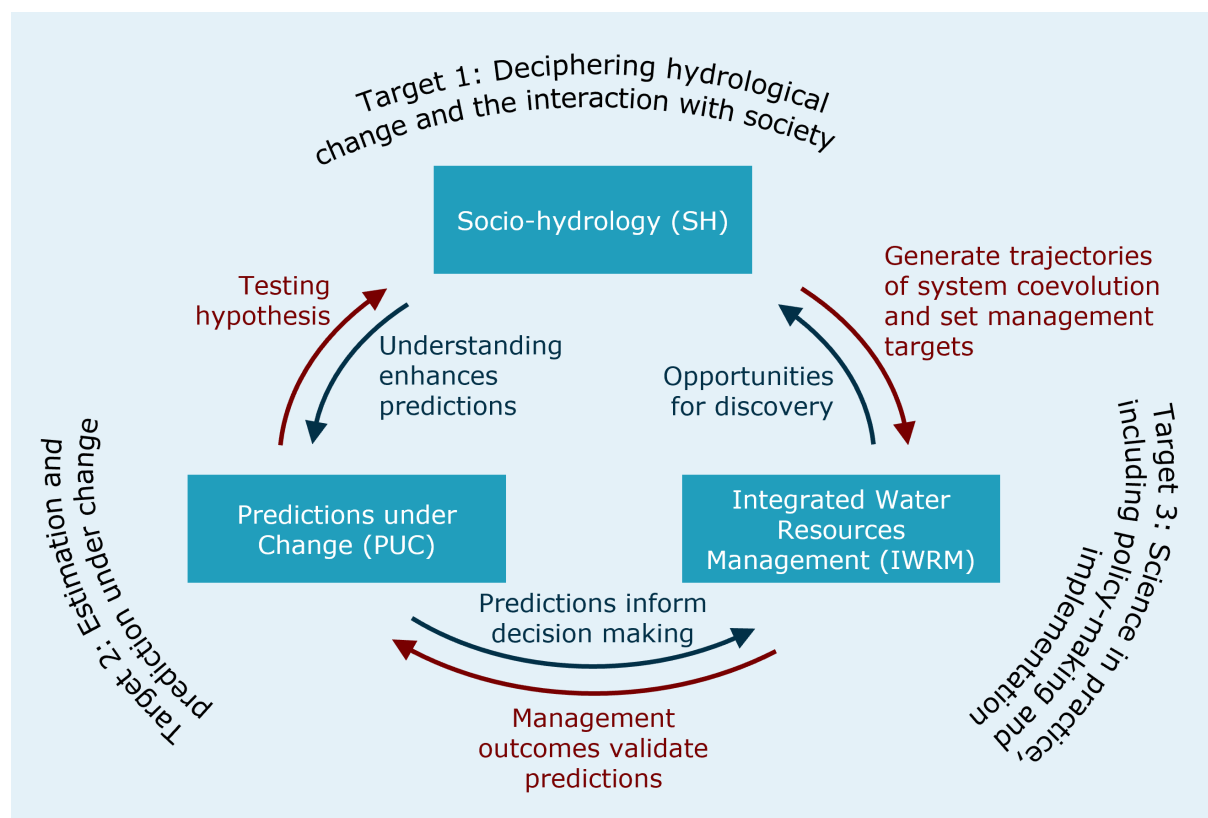 Target 1: Deciphering hydrological
change and the interaction with society
Socio-hydrology (SH)
Testing
hypothesis
Understanding
enhances
predictions
Generate trajectories
of system coevolution
and set management
targets
Opportunities
for discovery
Target 2: Estimation and
prediction under change
Predictions under
Change (PUC)
Integrated Water
Resources
Management (IWRM)
Target 3: Science in practice,
including policy-making and
implementation
Predictions inform
decision making
Management
outcomes validate
predictions